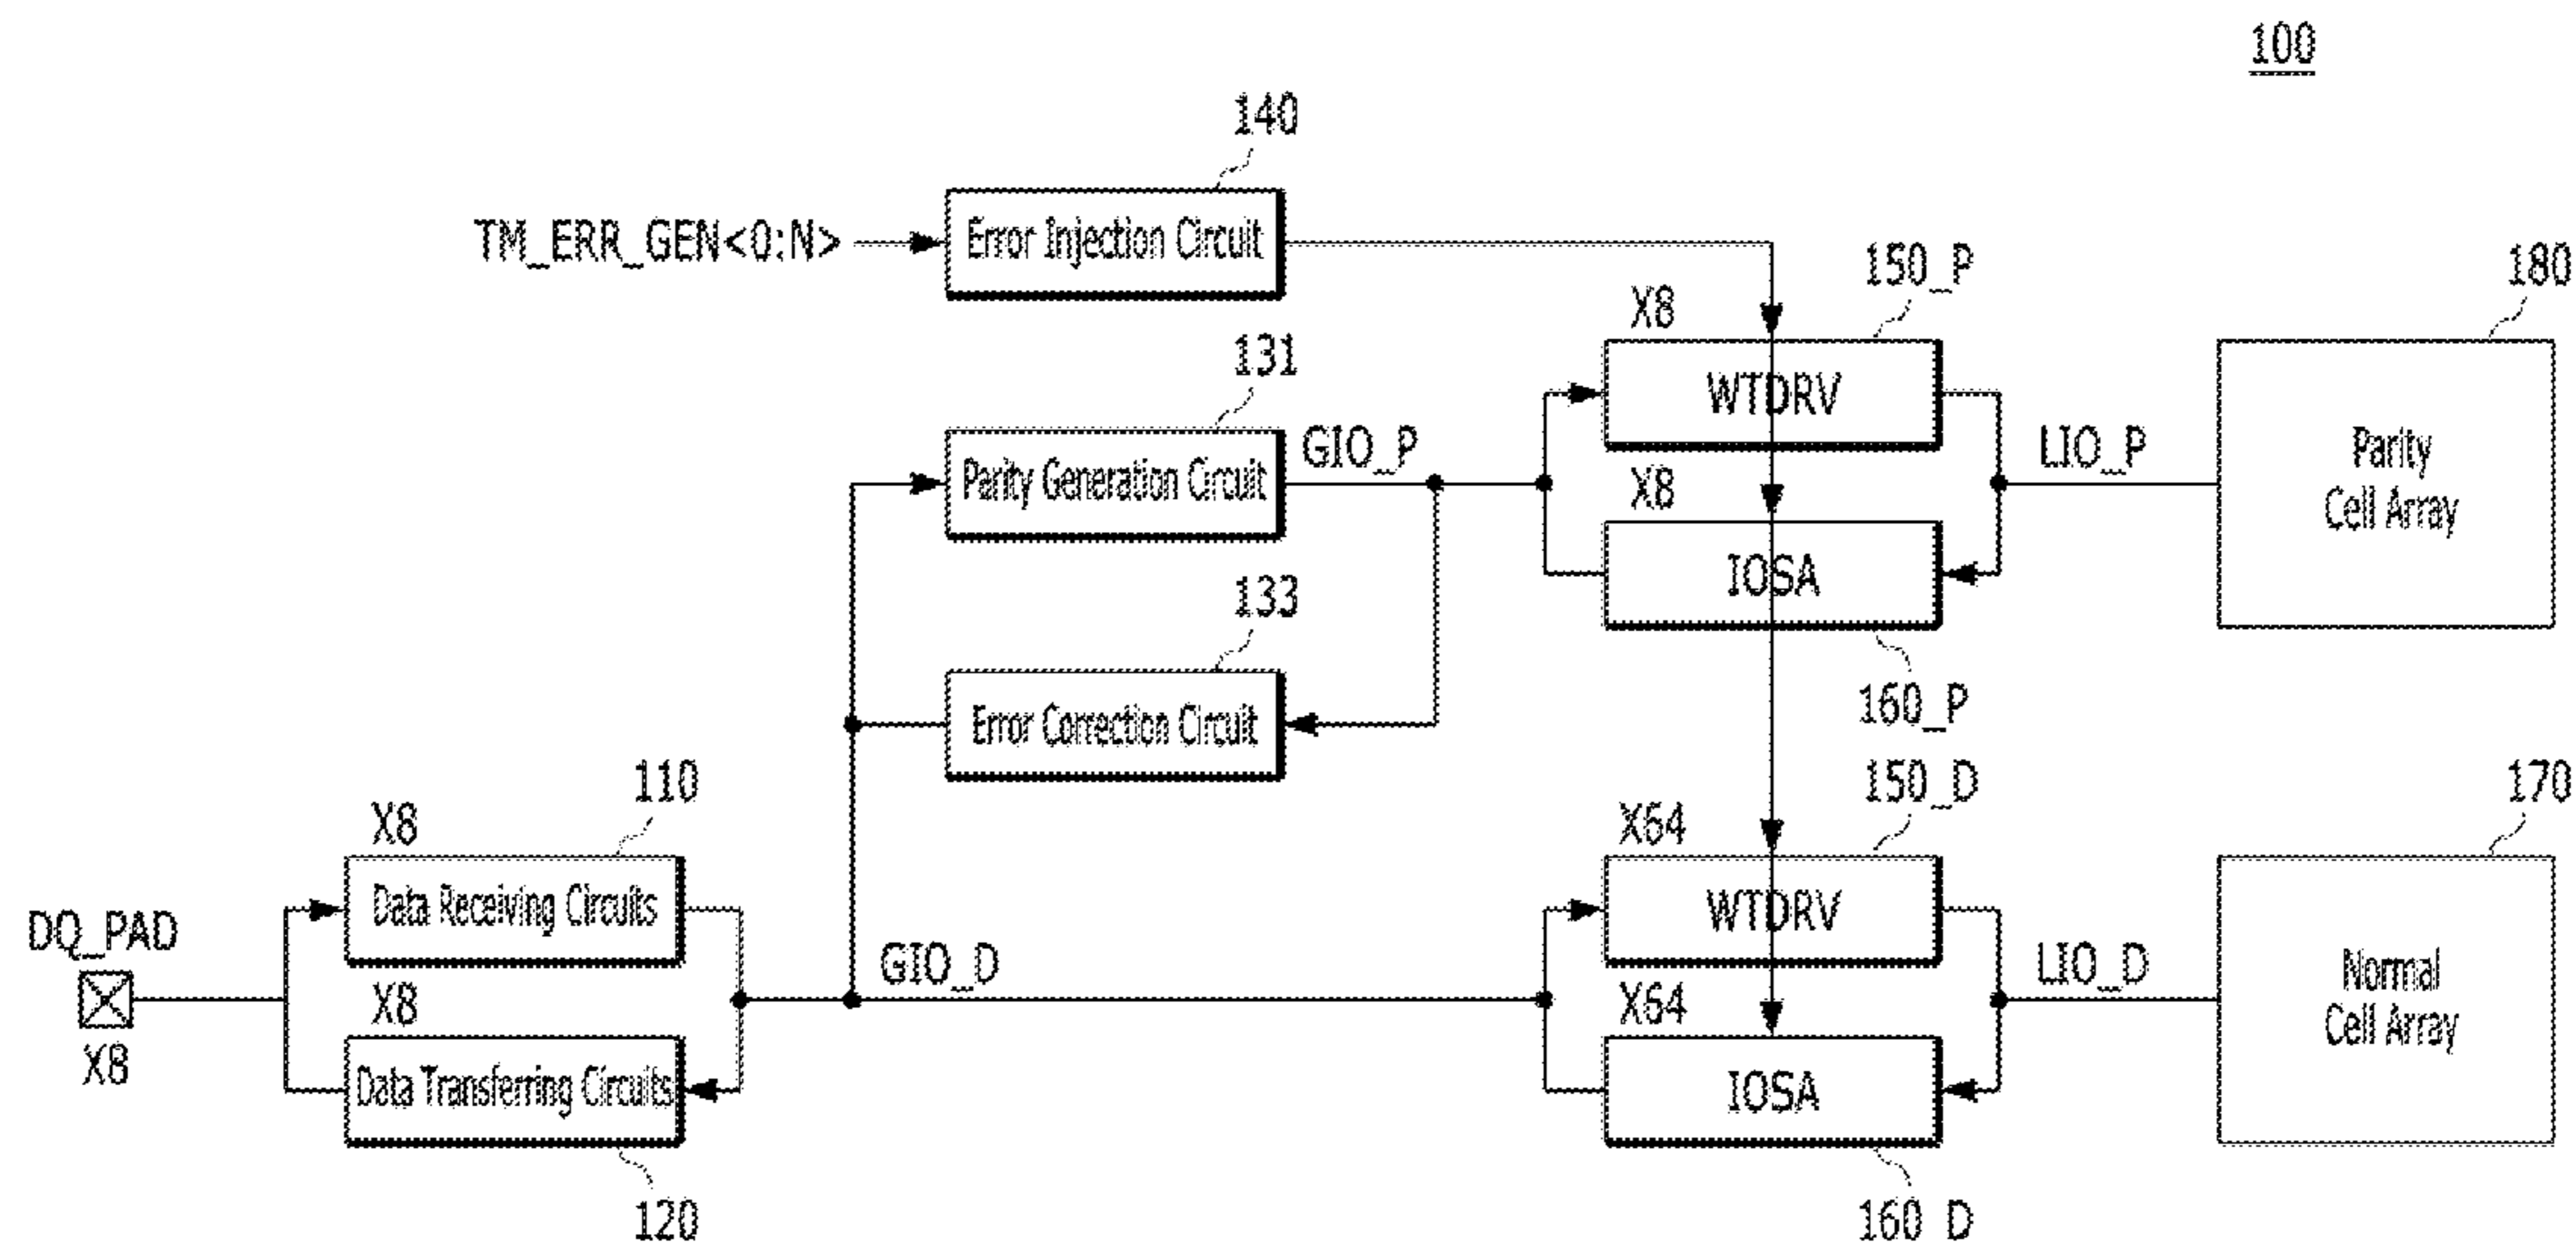 100
140
TM_ERR_GEN<0:N>
Error Injection Circuit
150_P
180
X8
131
WTDRV
Parity
Cell Array
GIO_P
LIO_P
Parity Generation Circuit
X8
IOSA
133
160_P
Error Correction Circuit
110
150_D
170
X8
X64
Data Receiving Circuits
WTDRV
DQ_PAD
GIO_D
LIO_D
Normal
Cell Array
X8
X64
X8
Data Transferring Circuits
IOSA
120
160_D